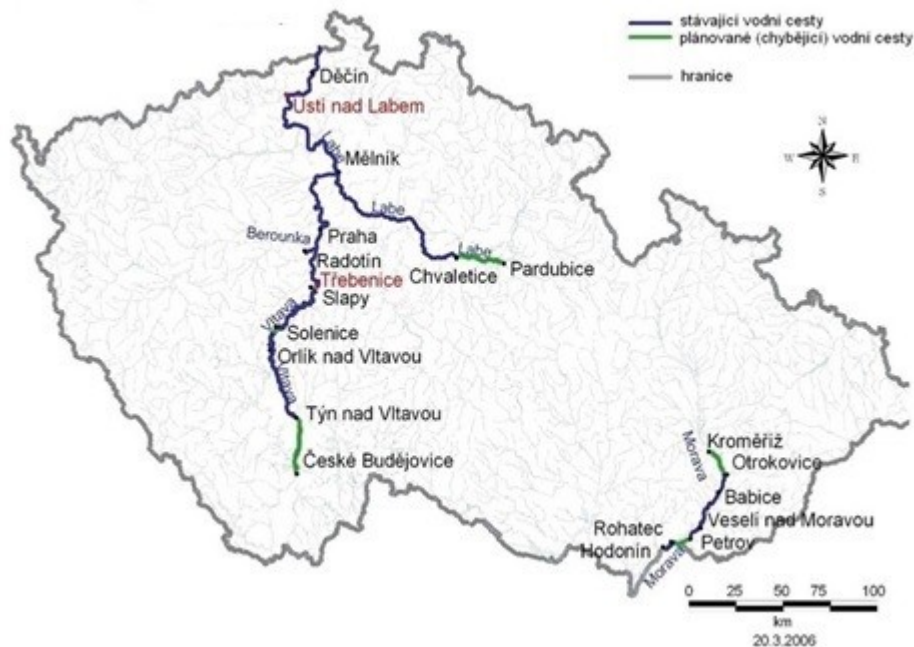 stávající vodní cesty
plánované (chybějící) vodní cesty
hranice
N
W E
S
Děčín
Ústí nad Labem
Labe
Mělník
Labe
Berounka
Praha
Labe
Radotín
Chvaletice
Pardubice
Třebenice
Slapy
Vltava
Solenice
Orlík nad Vltavou
Vltava
Týn nad Vltavou
České Budějovice
Morava
Kroměříž
Otrokovice
Babice
Veselí nad Moravou
Rohatec
Petrov
Hodonín
Morava
0 25 50 75 100
km
20.3.2006